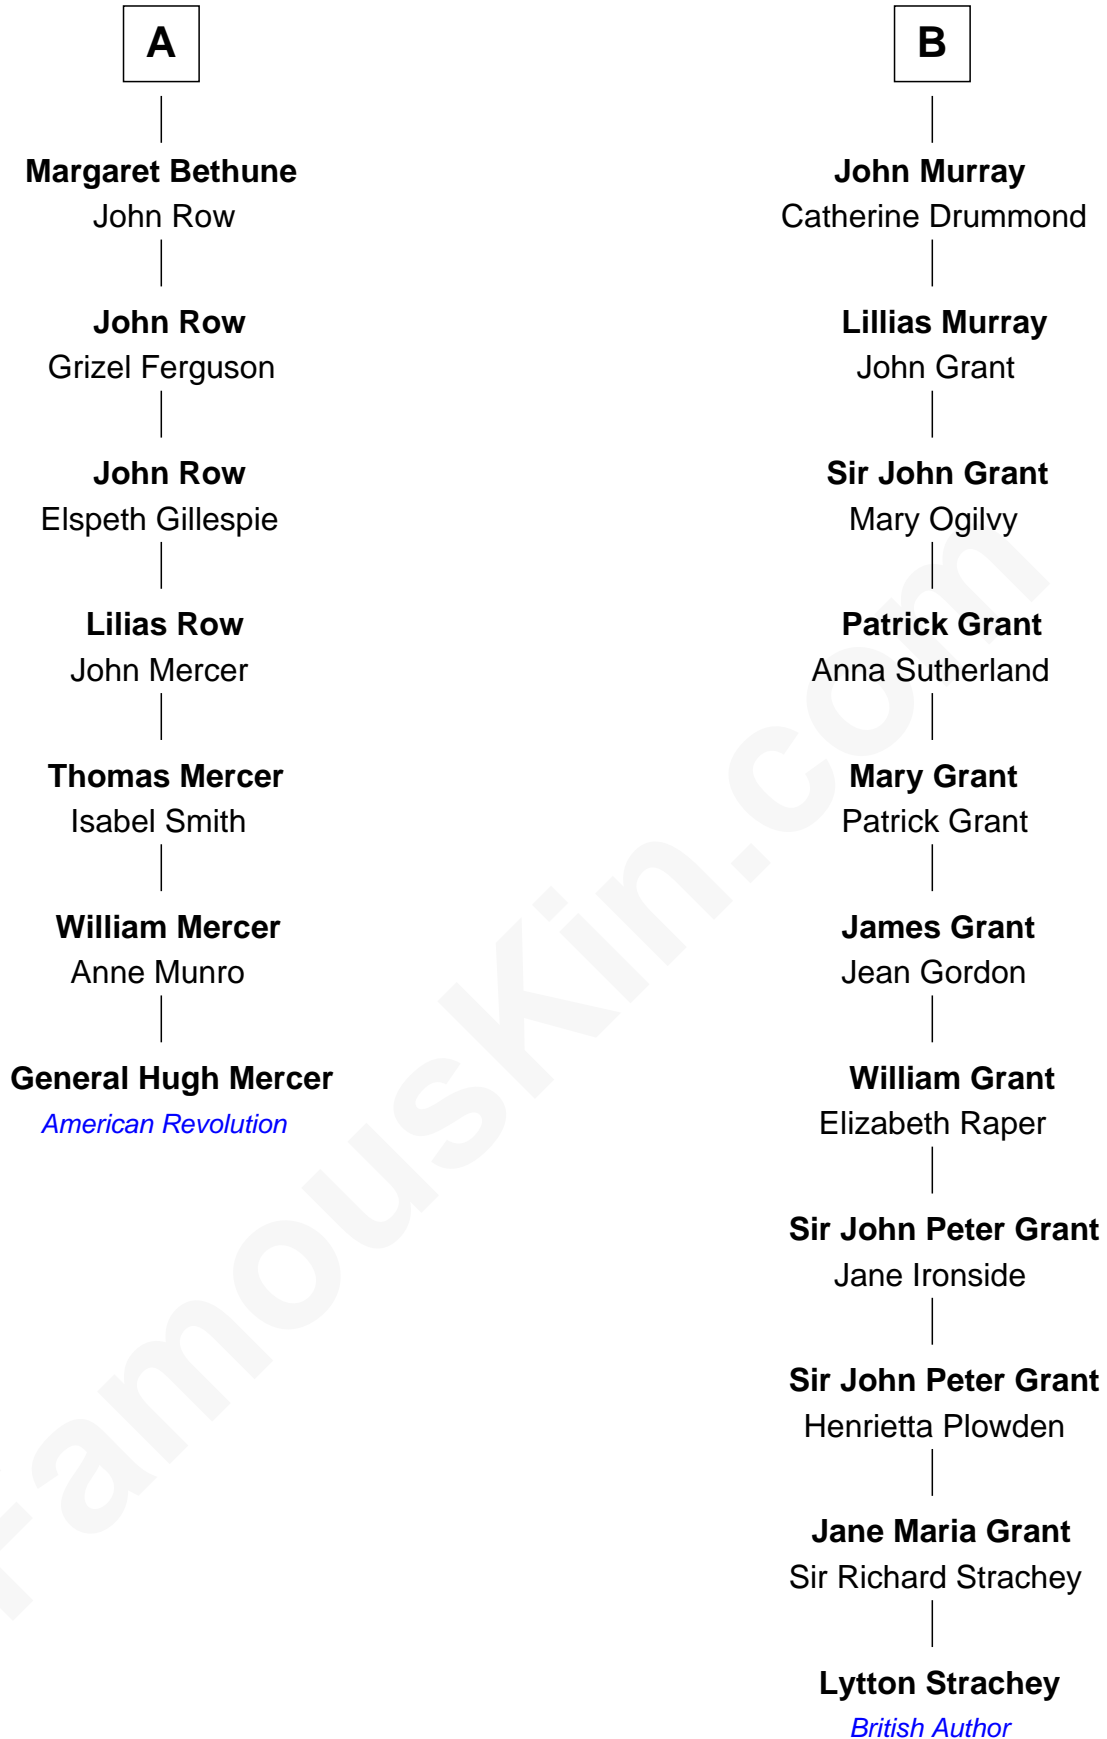 A
Margaret Bethune
John Row
John Row
Grizel Ferguson
John Row
Elspeth Gillespie
Lilias Row
John Mercer
Thomas Mercer
Isabel Smith
William Mercer
Anne Munro
General Hugh Mercer
American Revolution
B
John Murray
Catherine Drummond
Lillias Murray
John Grant
Sir John Grant
Mary Ogilvy
Patrick Grant
Anna Sutherland
Mary Grant
Patrick Grant
James Grant
Jean Gordon
William Grant
Elizabeth Raper
Sir John Peter Grant
Jane Ironside
Sir John Peter Grant
Henrietta Plowden
Jane Maria Grant
Sir Richard Strachey
Lytton Strachey
British Author
FamousKin.com